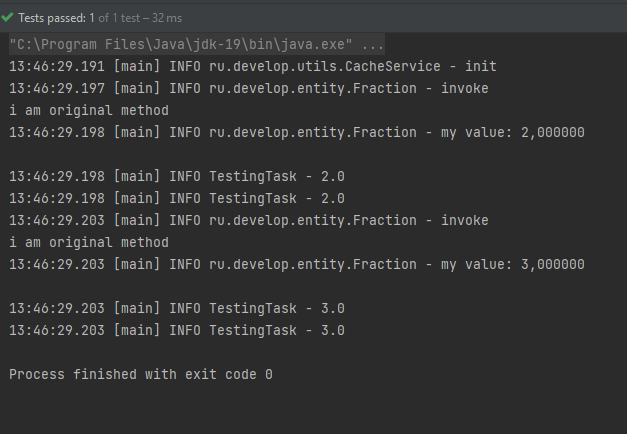 Tests passed: 1 of 1 test – 32 ms
"C:\Program Files\Java\jdk-19\bin\java.exe" ...
13:46:29.191 [main] INFO ru.develop.utils.CacheService - init
13:46:29.197 [main] INFO ru.develop.entity.Fraction - invoke
i am original method
13:46:29.198 [main] INFO ru.develop.entity.Fraction - my value: 2,000000
13:46:29.198 [main] INFO TestingTask - 2.0
13:46:29.198 [main] INFO TestingTask - 2.0
13:46:29.203 [main] INFO ru.develop.entity.Fraction - invoke
i am original method
13:46:29.203 [main] INFO ru.develop.entity.Fraction - my value: 3,000000
13:46:29.203 [main] INFO TestingTask - 3.0
13:46:29.203 [main] INFO TestingTask - 3.0
Process finished with exit code 0